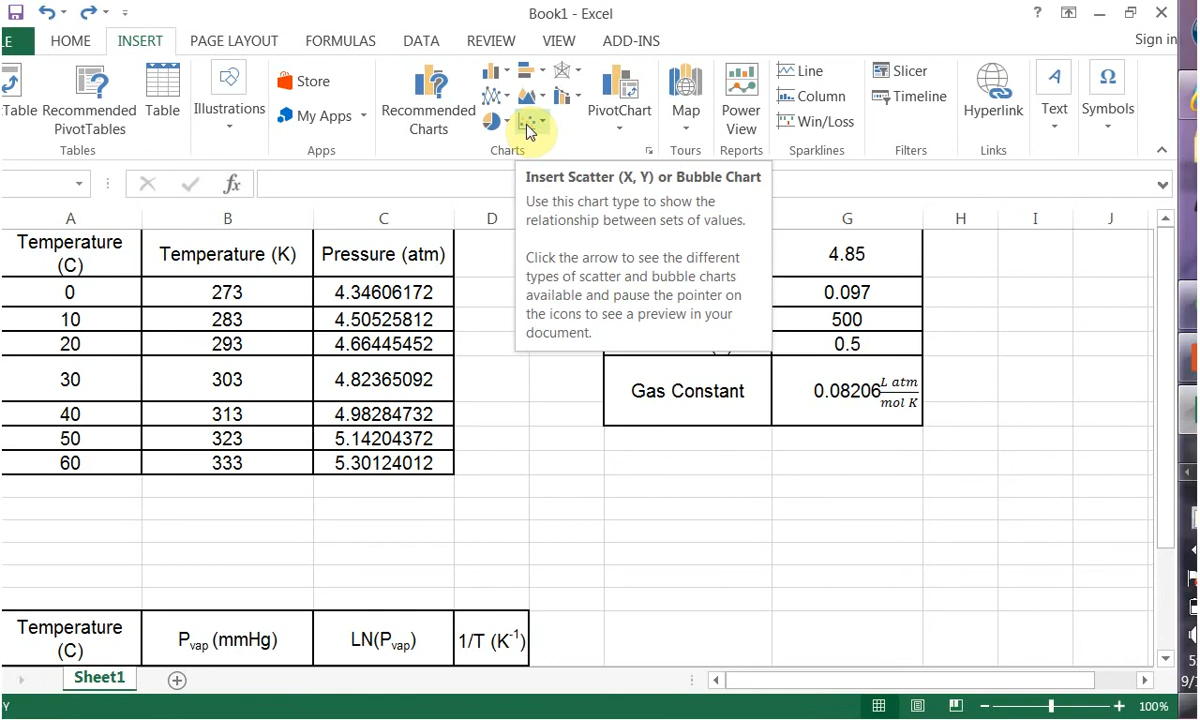 Book1 - Excel
?
E
HOME
INSERT
PAGE LAYOUT
FORMULAS
DATA
REVIEW
VIEW
ADD-INS
Sign in
Table
Recommended
PivotTables
Table
Tables
Illustrations
Store
My Apps
Apps
Recommended
Charts
Charts
PivotChart
Map
Tours
Power
View
Reports
Line
Column
Win/Loss
Sparklines
Slicer
Timeline
Filters
Hyperlink
Links
A
Text
Ω
Symbols
fx
Insert Scatter (X, Y) or Bubble Chart
Use this chart type to show the
relationship between sets of values.
Click the arrow to see the different
types of scatter and bubble charts
available and pause the pointer on
the icons to see a preview in your
document.
A B C D G H I J
Temperature
(C)
Temperature (K)
Pressure (atm)
4.85
0 273 4.34606172 0.097
10 283 4.50525812 500
20 293 4.66445452 0.5
30 303 4.82365092
Gas Constant
0.08206 L atm / mol K
40 313 4.98284732
50 323 5.14204372
60 333 5.30124012
Temperature
(C)
Pvap (mmHg)
LN(Pvap)
1/T (K-1)
Sheet1
Y
100%
5
9/